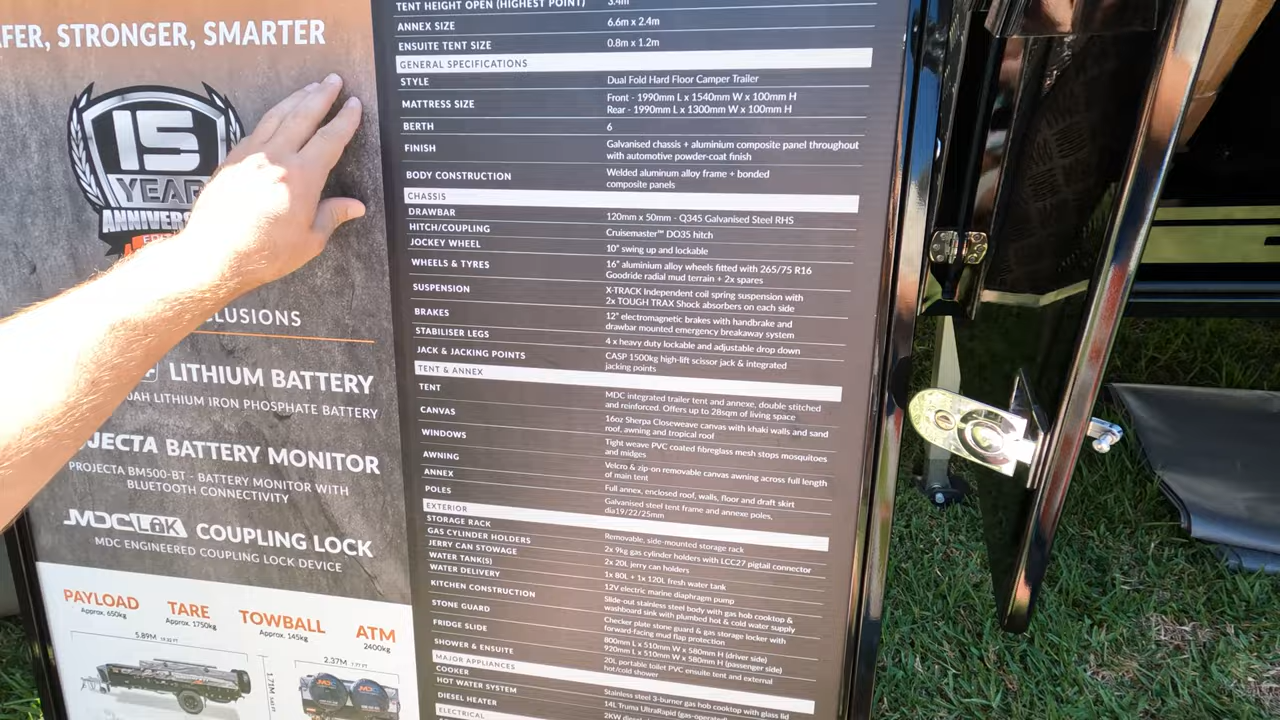 FER, STRONGER, SMARTER
15
YEAR
ANNIVERS
LUSIONS
LITHIUM BATTERY
AH LITHIUM IRON PHOSPHATE BATTERY
JECTA BATTERY MONITOR
PROJECTA BM500-BT - BATTERY MONITOR WITH
BLUETOOTH CONNECTIVITY
MDC LOK COUPLING LOCK
MDC ENGINEERED COUPLING LOCK DEVICE
PAYLOAD
Approx. 650kg
TARE
Approx. 1750kg
TOWBALL
Approx. 145kg
ATM
2400kg
5.89M
2.37M
1.71M
TENT HEIGHT OPEN (HIGHEST POINT) 3.4m
ANNEX SIZE 6.6m x 2.4m
ENSUITE TENT SIZE 0.8m x 1.2m
GENERAL SPECIFICATIONS
STYLE Dual Fold Hard Floor Camper Trailer
MATTRESS SIZE Front - 1990mm L x 1540mm W x 100mm H
Rear - 1990mm L x 1300mm W x 100mm H
BERTH 6
FINISH Galvanised chassis + aluminium composite panel throughout
with automotive powder-coat finish
BODY CONSTRUCTION Welded aluminum alloy frame + bonded
composite panels
CHASSIS
DRAWBAR 120mm x 50mm - Q345 Galvanised Steel RHS
HITCH/COUPLING Cruisemaster™ DO35 hitch
JOCKEY WHEEL 10" swing up and lockable
WHEELS & TYRES 16" aluminium alloy wheels fitted with 265/75 R16
Goodride radial mud terrain + 2x spares
SUSPENSION X-TRACK Independent coil spring suspension with
2x TOUGH TRAX Shock absorbers on each side
BRAKES 12" electromagnetic brakes with handbrake and
drawbar mounted emergency breakaway system
STABILISER LEGS 4 x heavy duty lockable and adjustable drop down
JACK & JACKING POINTS CASP 1500kg high-lift scissor jack & integrated
jacking points
TENT & ANNEX
TENT MDC integrated trailer tent and annexe, double stitched
and reinforced. Offers up to 28sqm of living space
CANVAS 16oz Sherpa Closeweave canvas with khaki walls and sand
roof, awning and tropical roof
WINDOWS Tight weave PVC coated fibreglass mesh stops mosquitoes
and midges
AWNING Velcro & zip-on removable canvas awning across full length
of main tent
ANNEX Full annex, enclosed roof, walls, floor and draft skirt
POLES Galvanised steel tent frame and annexe poles,
dia19/22/25mm
EXTERIOR
STORAGE RACK Removable, side-mounted storage rack
GAS CYLINDER HOLDERS 2x 9kg gas cylinder holders with LCC27 pigtail connector
JERRY CAN STORAGE 2x 20L jerry can holders
WATER TANK(S) 1x 80L + 1x 120L fresh water tank
WATER DELIVERY 12V electric marine diaphragm pump
KITCHEN CONSTRUCTION Slide-out stainless steel body with gas hob cooktop &
washboard sink with plumbed hot & cold water supply
STONE GUARD Checker plate stone guard & gas storage locker with
forward-facing mud flap protection
FRIDGE SLIDE 800mm L x 510mm W x 580mm H (driver side)
920mm L x 510mm W x 580mm H (passenger side)
SHOWER & ENSUITE 20L portable toilet PVC ensuite tent and external
hot/cold shower
MAJOR APPLIANCES
COOKER Stainless steel 3-burner gas hob cooktop with glass lid
HOT WATER SYSTEM 14L Truma UltraRapid (gas-operated)
DIESEL HEATER 2KW
ELECTRICAL